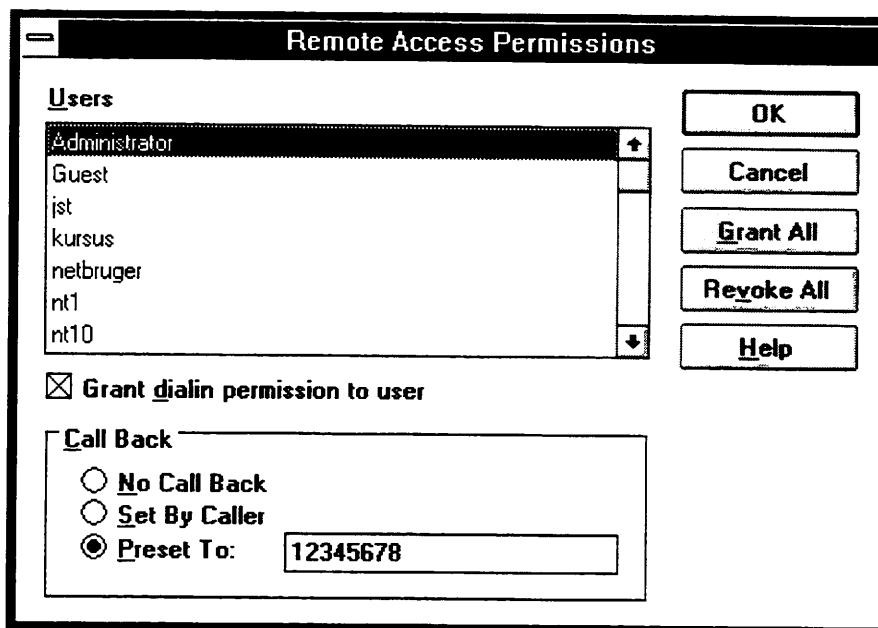 Remote Access Permissions
Users
Administrator
Guest
jst
kursus
netbruger
nt1
nt10
OK
Cancel
Grant All
Revoke All
Help
Grant dialin permission to user
Call Back
No Call Back
Set By Caller
Preset To: 12345678